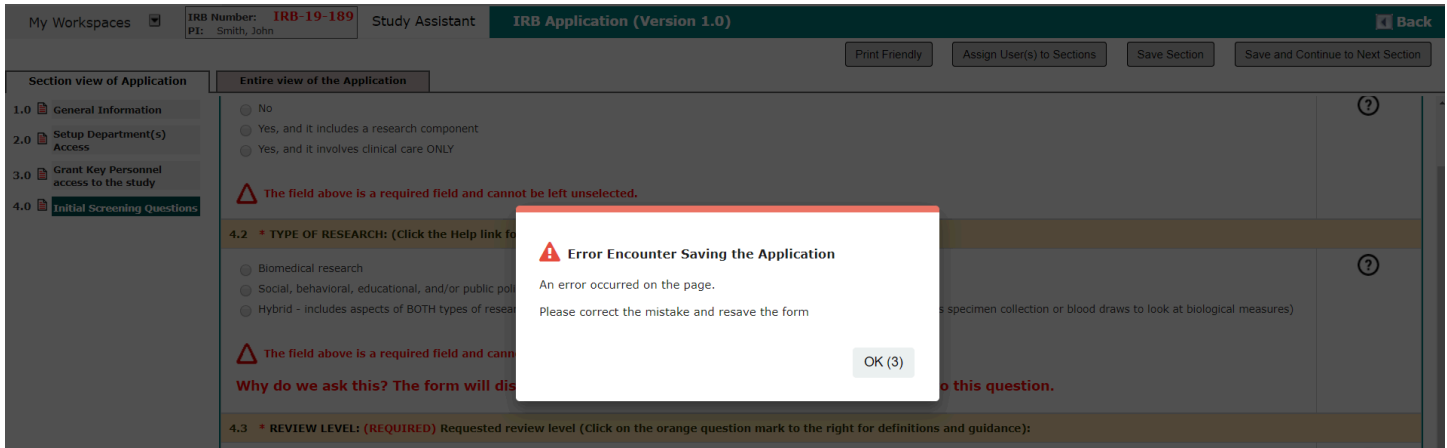 My Workspaces
IRB Number: IRB-19-189
PI: Smith, John
Study Assistant
IRB Application (Version 1.0)
Back
Print Friendly
Assign User(s) to Sections
Save Section
Save and Continue to Next Section
Section view of Application
Entire view of the Application
1.0 General Information
2.0 Setup Department(s)
Access
3.0 Grant Key Personnel
access to the study
4.0 Initial Screening Questions
No
Yes, and it includes a research component
Yes, and it involves clinical care ONLY
The field above is a required field and cannot be left unselected.
4.2 * TYPE OF RESEARCH: (Click the Help link fo
Biomedical research
Social, behavioral, educational, and/or public poli
Hybrid - includes aspects of BOTH types of resear
s specimen collection or blood draws to look at biological measures)
The field above is a required field and cann
Why do we ask this? The form will dis
o this question.
4.3 * REVIEW LEVEL: (REQUIRED) Requested review level (Click on the orange question mark to the right for definitions and guidance):
Error Encounter Saving the Application
An error occurred on the page.
Please correct the mistake and resave the form
OK (3)